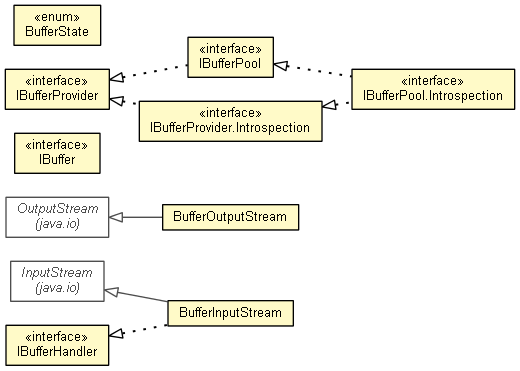 «enum»
BufferState
«interface»
IBufferPool
«interface»
IBufferProvider
«interface»
IBufferPool.Introspection
«interface»
IBufferProvider.Introspection
«interface»
IBuffer
OutputStream
(java.io)
BufferOutputStream
InputStream
(java.io)
BufferInputStream
«interface»
IBufferHandler